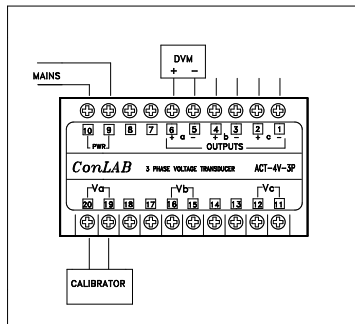 DVM
+ -
MAINS
10 9 8 7 6 5 4 3 2 1
PWR + a - + b - + c -
OUTPUTS
ConLAB 3 PHASE VOLTAGE TRANSDUCER ACT-4V-3P
Va Vb Vc
20 19 18 17 16 15 14 13 12 11
CALIBRATOR